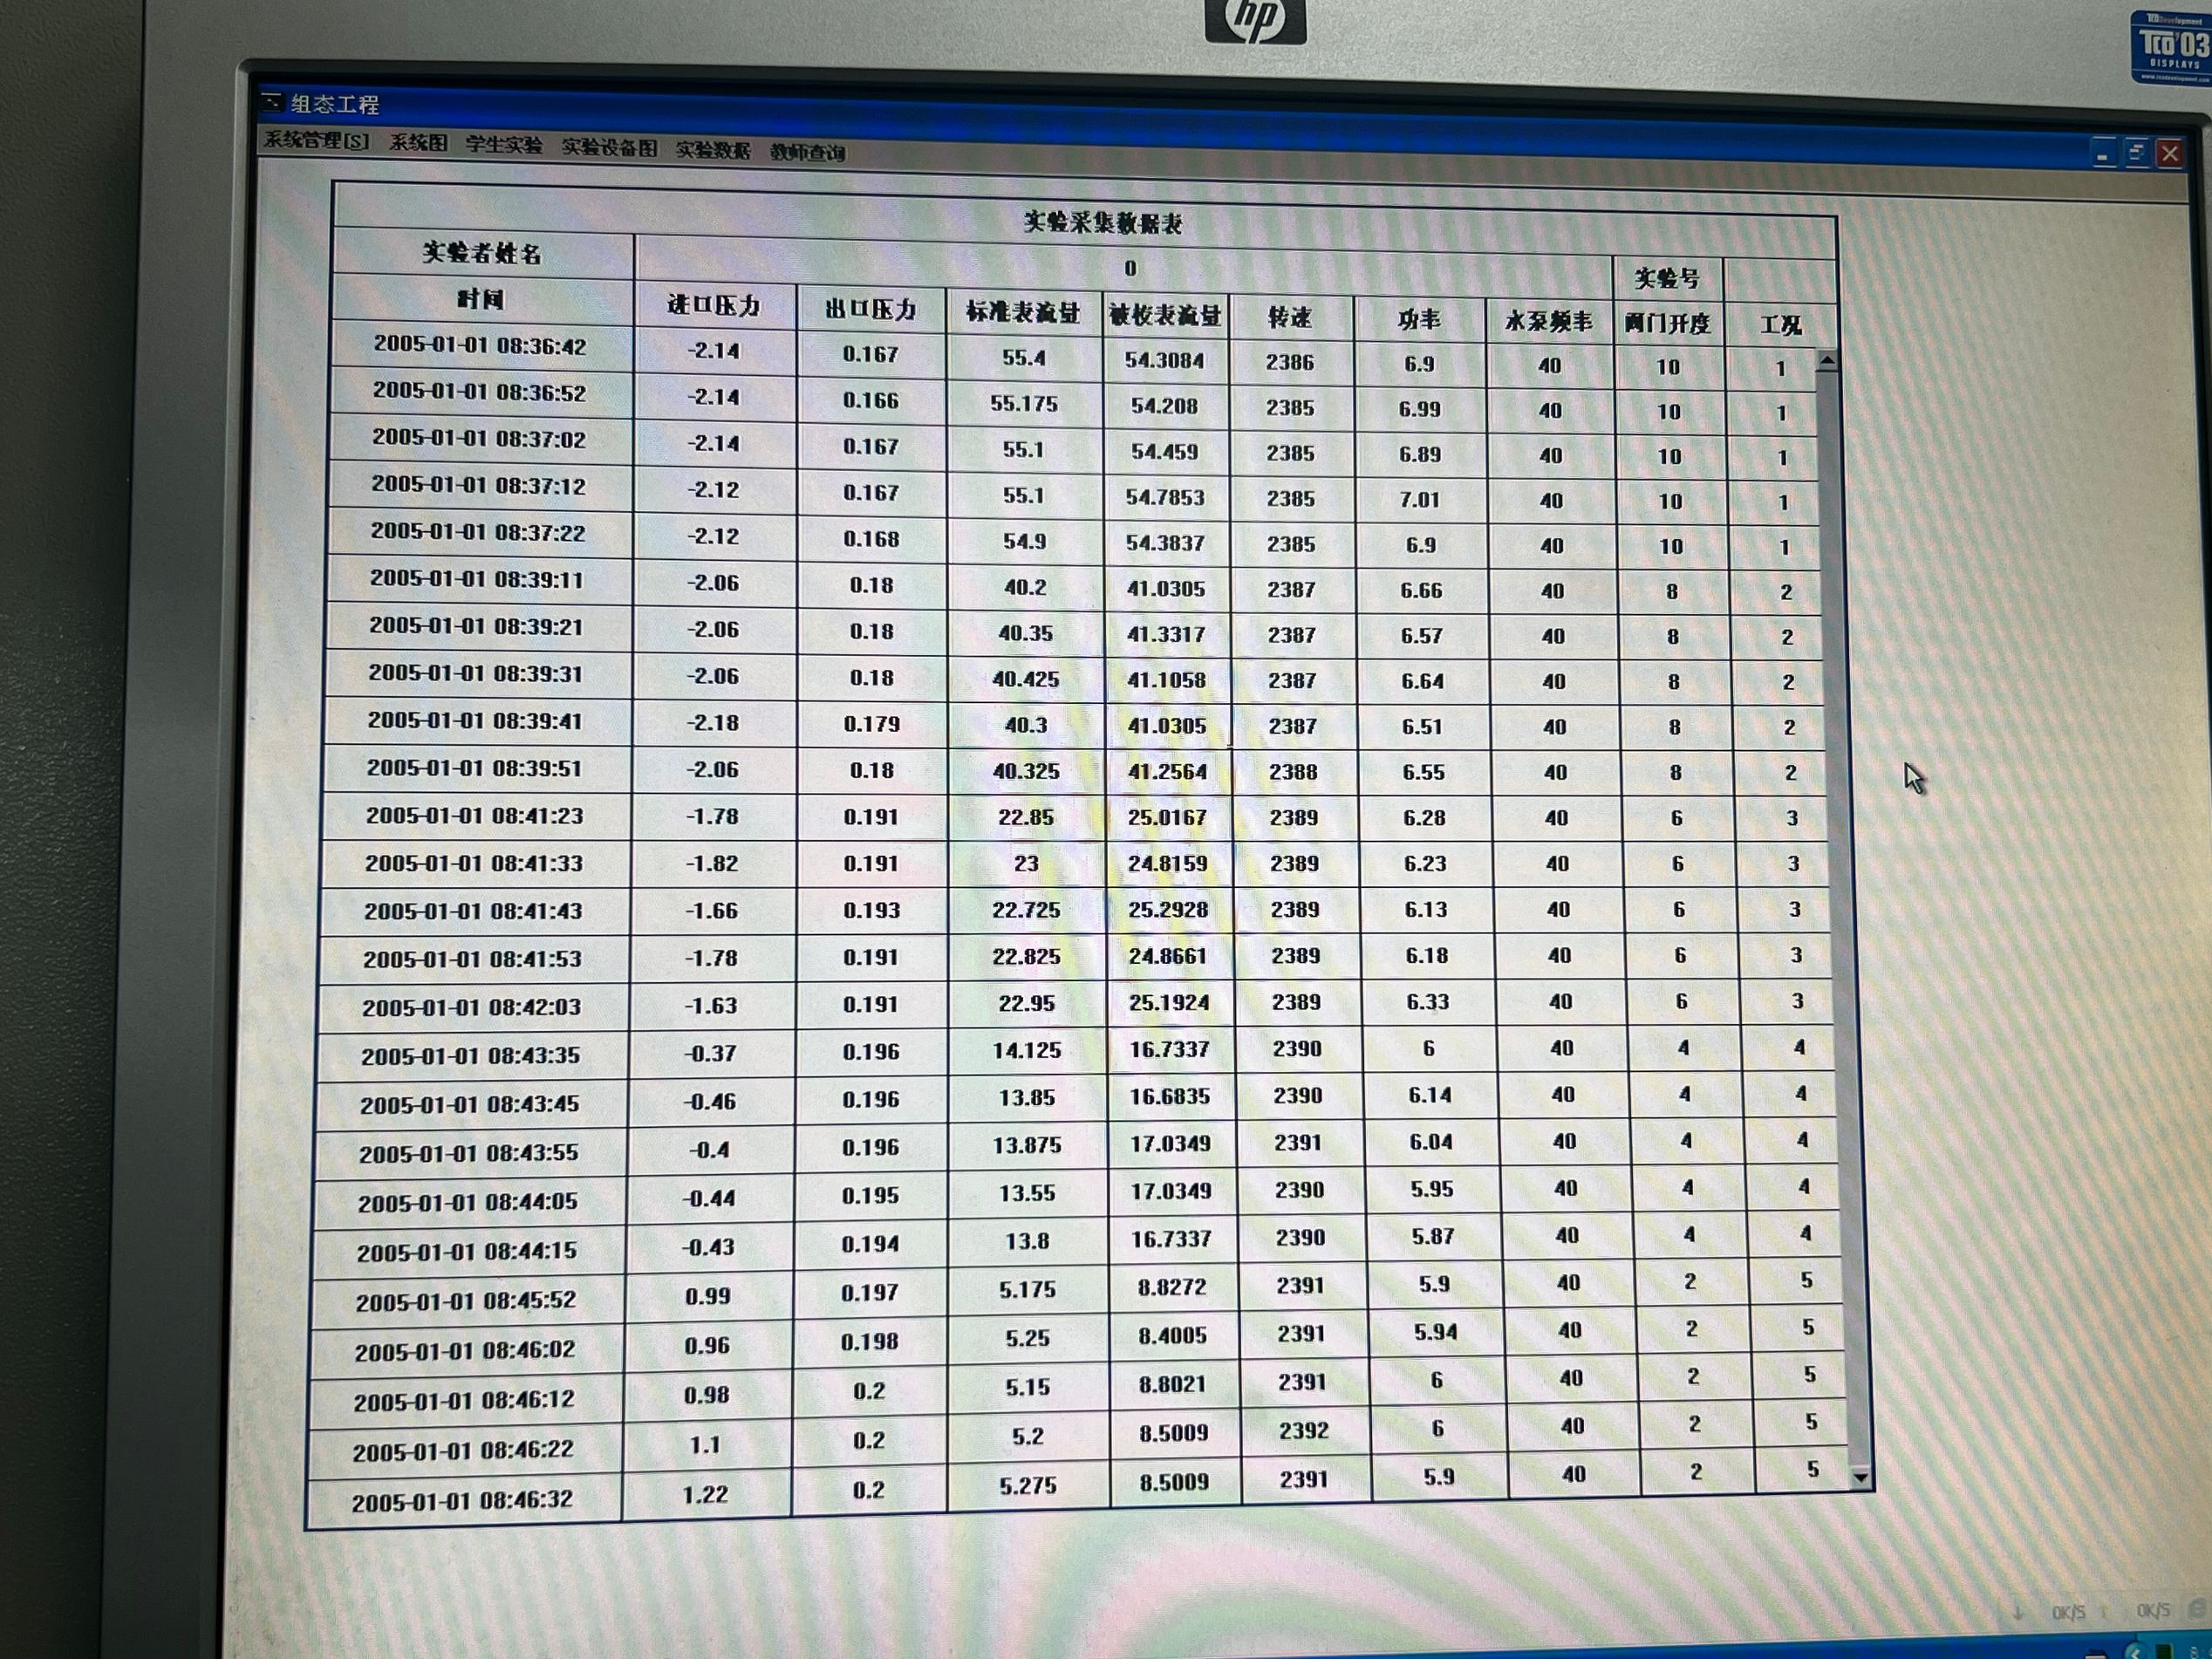 hp
TCO Development
TCO'03
DISPLAYS
www.tcodevelopment.com
组态工程
系统管理[S] 系统图 学生实验 实验设备图 实验数据 教师查询
实验采集数据表
实验者姓名 0 实验号
时间 进口压力 出口压力 标准表流量 被校表流量 转速 功率 水泵频率 阀门开度 工况
2005-01-01 08:36:42 -2.14 0.167 55.4 54.3084 2386 6.9 40 10 1
2005-01-01 08:36:52 -2.14 0.166 55.175 54.208 2385 6.99 40 10 1
2005-01-01 08:37:02 -2.14 0.167 55.1 54.459 2385 6.89 40 10 1
2005-01-01 08:37:12 -2.12 0.167 55.1 54.7853 2385 7.01 40 10 1
2005-01-01 08:37:22 -2.12 0.168 54.9 54.3837 2385 6.9 40 10 1
2005-01-01 08:39:11 -2.06 0.18 40.2 41.0305 2387 6.66 40 8 2
2005-01-01 08:39:21 -2.06 0.18 40.35 41.3317 2387 6.57 40 8 2
2005-01-01 08:39:31 -2.06 0.18 40.425 41.1058 2387 6.64 40 8 2
2005-01-01 08:39:41 -2.18 0.179 40.3 41.0305 2387 6.51 40 8 2
2005-01-01 08:39:51 -2.06 0.18 40.325 41.2564 2388 6.55 40 8 2
2005-01-01 08:41:23 -1.78 0.191 22.85 25.0167 2389 6.28 40 6 3
2005-01-01 08:41:33 -1.82 0.191 23 24.8159 2389 6.23 40 6 3
2005-01-01 08:41:43 -1.66 0.193 22.725 25.2928 2389 6.13 40 6 3
2005-01-01 08:41:53 -1.78 0.191 22.825 24.8661 2389 6.18 40 6 3
2005-01-01 08:42:03 -1.63 0.191 22.95 25.1924 2389 6.33 40 6 3
2005-01-01 08:43:35 -0.37 0.196 14.125 16.7337 2390 6 40 4 4
2005-01-01 08:43:45 -0.46 0.196 13.85 16.6835 2390 6.14 40 4 4
2005-01-01 08:43:55 -0.4 0.196 13.875 17.0349 2391 6.04 40 4 4
2005-01-01 08:44:05 -0.44 0.195 13.55 17.0349 2390 5.95 40 4 4
2005-01-01 08:44:15 -0.43 0.194 13.8 16.7337 2390 5.87 40 4 4
2005-01-01 08:45:52 0.99 0.197 5.175 8.8272 2391 5.9 40 2 5
2005-01-01 08:46:02 0.96 0.198 5.25 8.4005 2391 5.94 40 2 5
2005-01-01 08:46:12 0.98 0.2 5.15 8.8021 2391 6 40 2 5
2005-01-01 08:46:22 1.1 0.2 5.2 8.5009 2392 6 40 2 5
2005-01-01 08:46:32 1.22 0.2 5.275 8.5009 2391 5.9 40 2 5
0K/S 0K/S